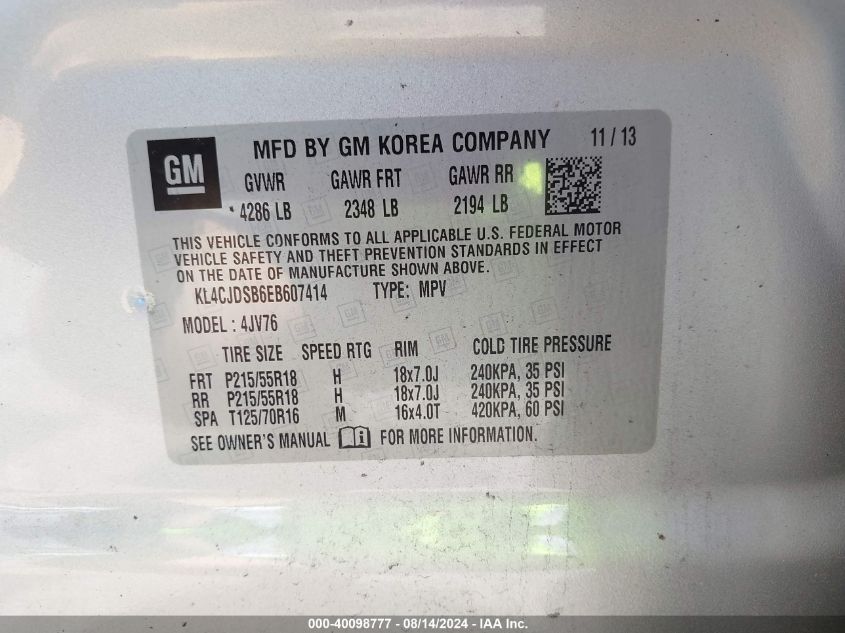 GM
MFD BY GM KOREA COMPANY 11 / 13
GVWR GAWR FRT GAWR RR
4286 LB 2348 LB 2194 LB
THIS VEHICLE CONFORMS TO ALL APPLICABLE U.S. FEDERAL MOTOR
VEHICLE SAFETY AND THEFT PREVENTION STANDARDS IN EFFECT
ON THE DATE OF MANUFACTURE SHOWN ABOVE.
KL4CJDSB6EB607414 TYPE: MPV
MODEL : 4JV76
TIRE SIZE SPEED RTG RIM COLD TIRE PRESSURE
FRT P215/55R18 H 18x7.0J 240KPA, 35 PSI
RR P215/55R18 H 18x7.0J 240KPA, 35 PSI
SPA T125/70R16 M 16x4.0T 420KPA, 60 PSI
SEE OWNER'S MANUAL FOR MORE INFORMATION.
000-40098777 / 08/14/2024 - IAA Inc.